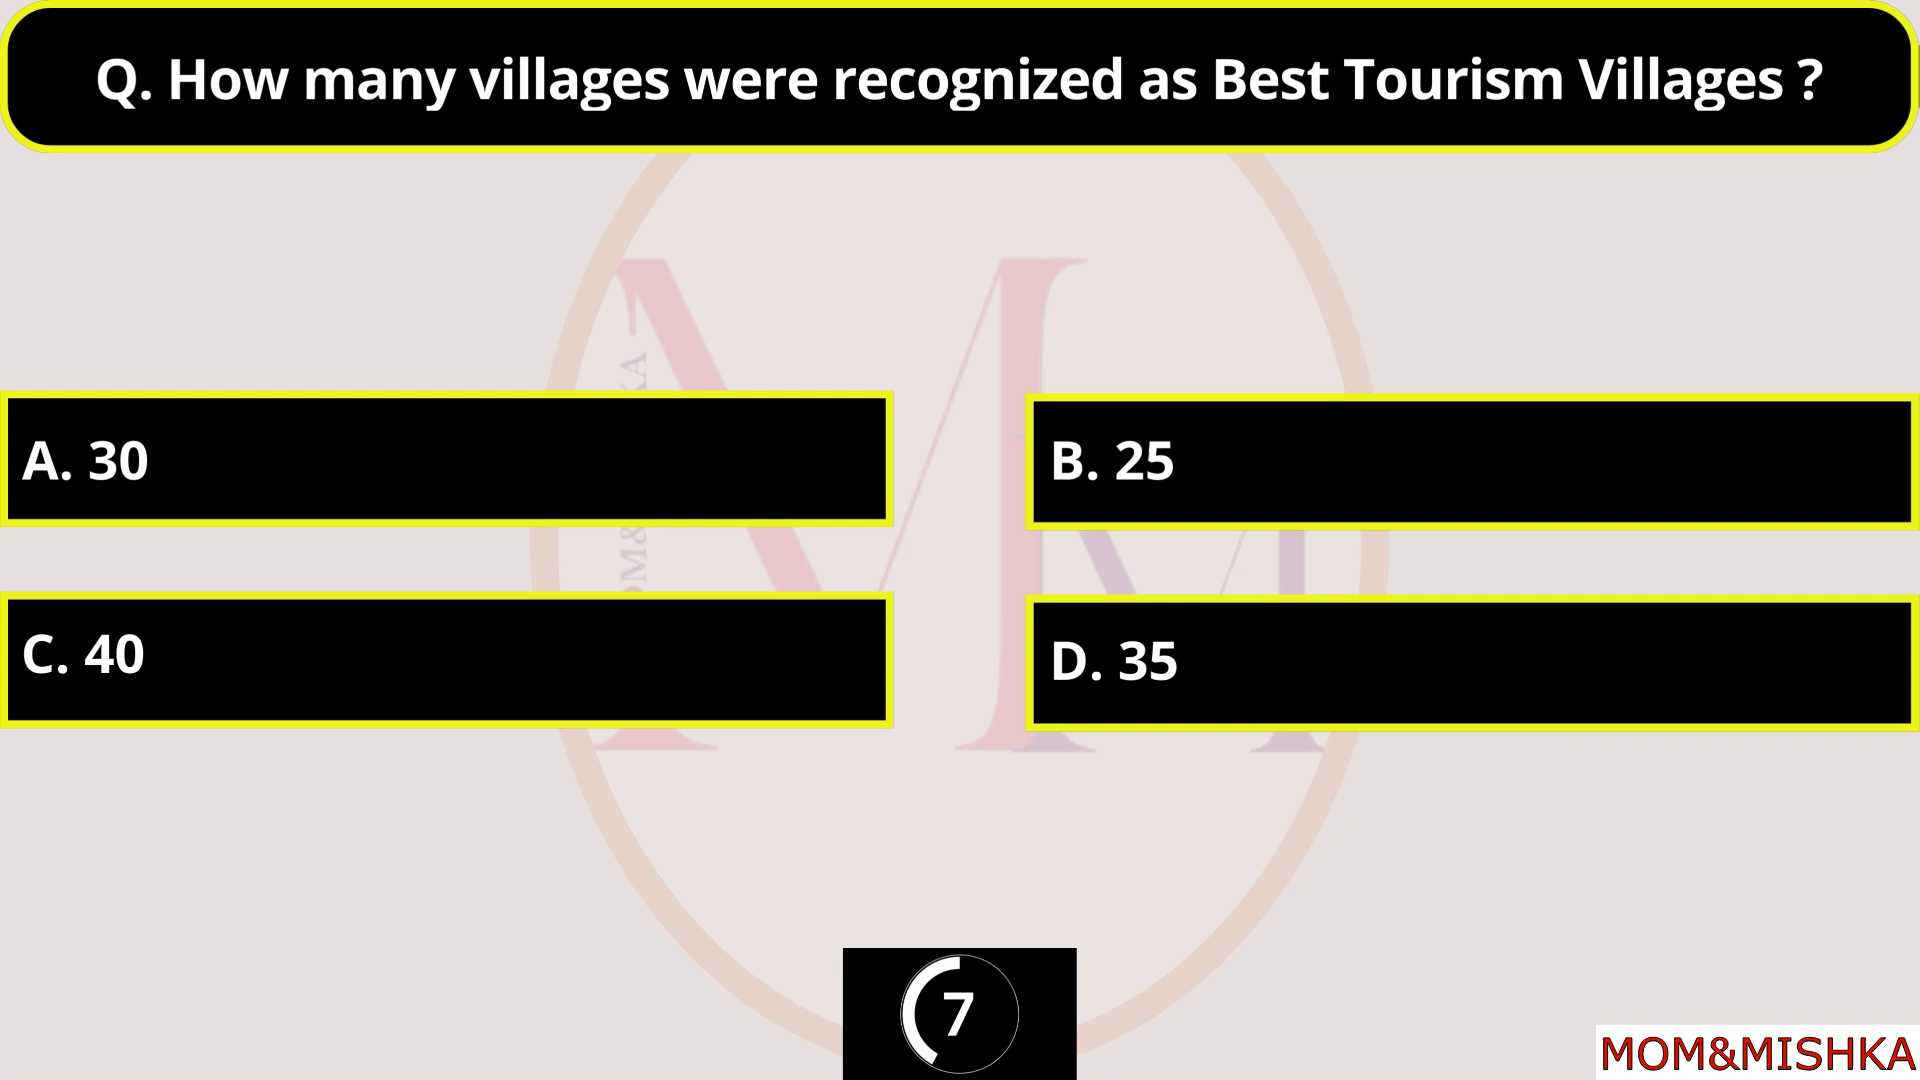 Q. How many villages were recognized as Best Tourism Villages ?
A. 30
B. 25
C. 40
D. 35
7
MOM&MISHKA